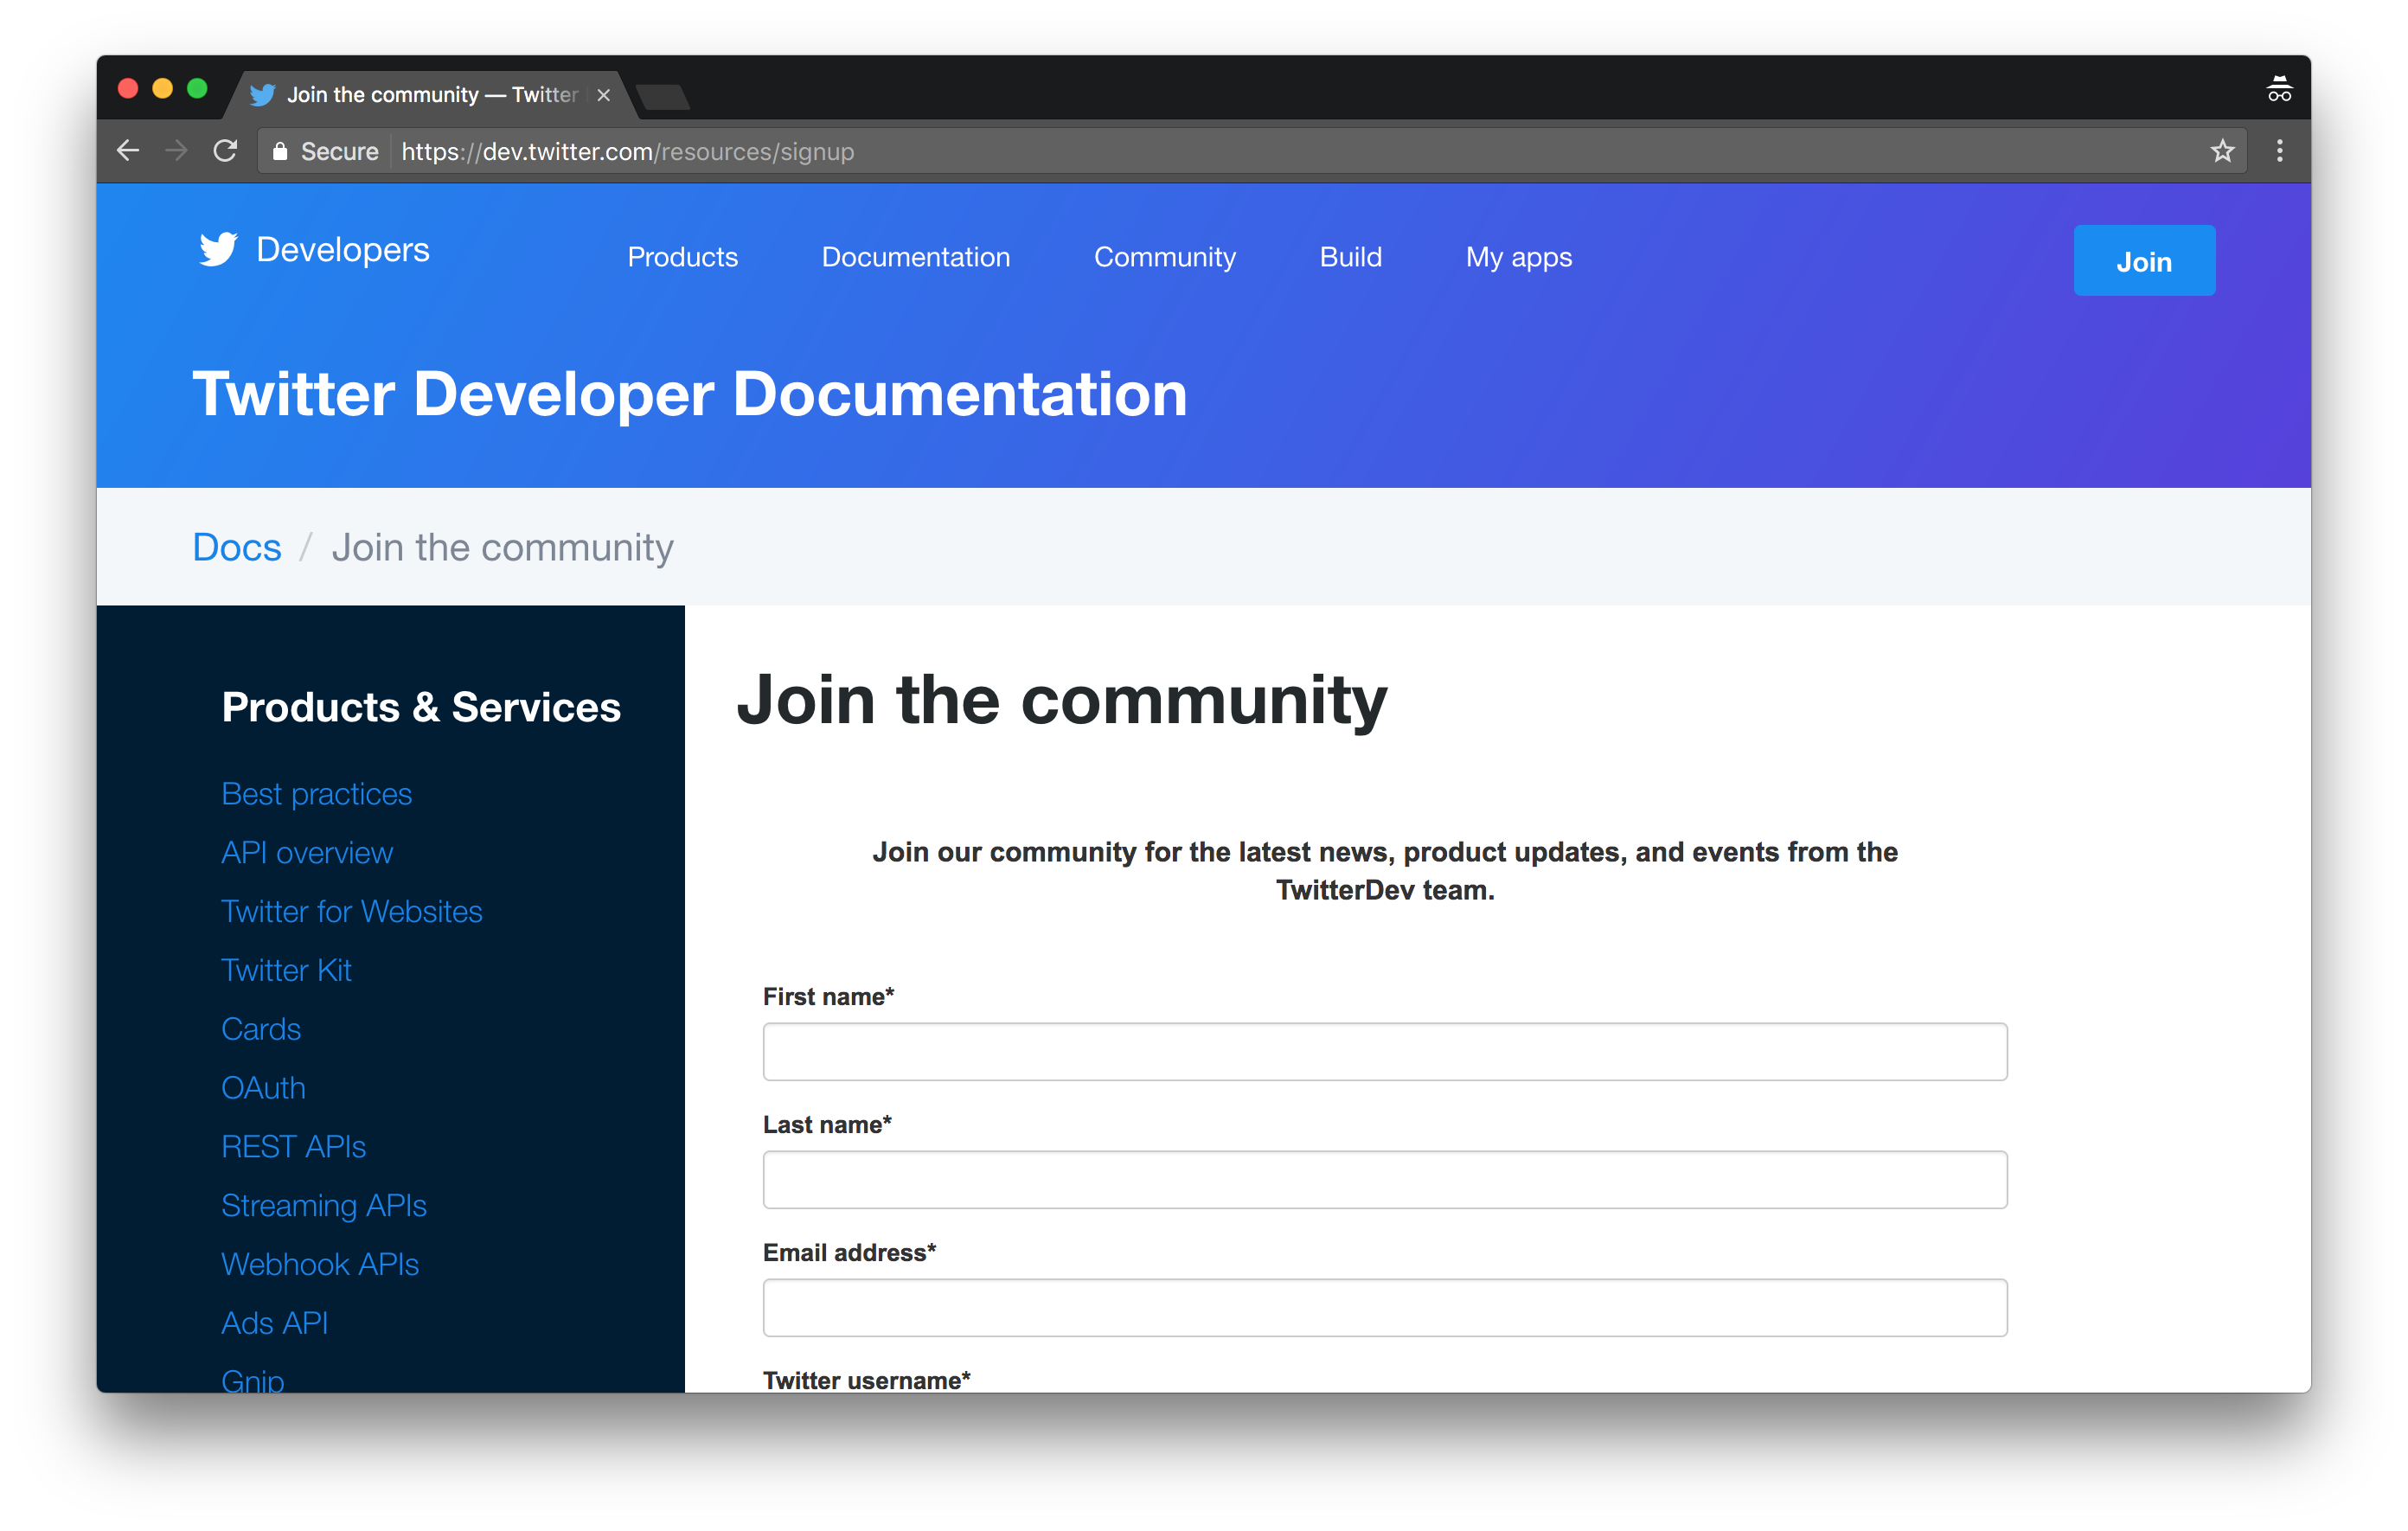 Join the community — Twitter
Secure https://dev.twitter.com/resources/signup
Developers Products Documentation Community Build My apps Join
Twitter Developer Documentation
Docs / Join the community
Products & Services
Best practices
API overview
Twitter for Websites
Twitter Kit
Cards
OAuth
REST APIs
Streaming APIs
Webhook APIs
Ads API
Gnip
Join the community
Join our community for the latest news, product updates, and events from the
TwitterDev team.
First name*
Last name*
Email address*
Twitter username*